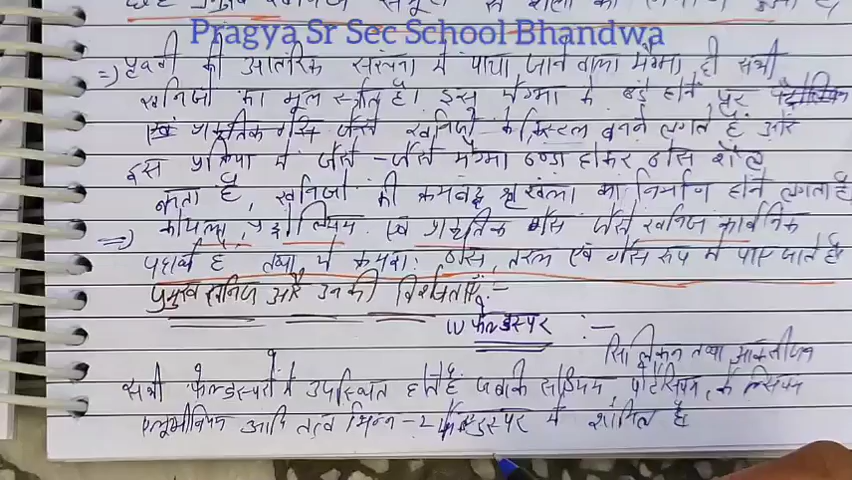 Pragya Sr Sec School Bhandwa
=) पृथ्वी की आंतरिक संरचना में पाया जाने वाला मैग्मा ही सभी
खनिजों का मूल स्त्रोत है। इस मैग्मा के ठंडे होने पर
प्राकृतिक गैस जैसे खनिजों के क्रिस्टल बनने लगते हैं और
इस प्रक्रिया में जैसे-जैसे मैग्मा ठण्डा होकर ठोस शैल
बनता है, खनिजों की क्रमबद्ध श्रृंखला का निर्माण होने लगता है
=) कोयला, पेट्रोलियम एवं प्राकृतिक गैस जैसे खनिज कार्बनिक
पदार्थ है तथा, ये क्रमश: ठोस, तरल एवं गैस रूप में पाए जाते है
प्रमुख खनिज और उनकी विशेषताएँ:-
(1) फेल्डस्पर :-
सिलिकन तथा ऑक्सीजन
सभी फेल्डस्परों में उपस्थित होते हैं जबकि सोडियम, पोटैशियम, कैल्सियम
एलूमीनियम आदि तत्व भिन्न-2 फेल्डस्पर में शामिल है